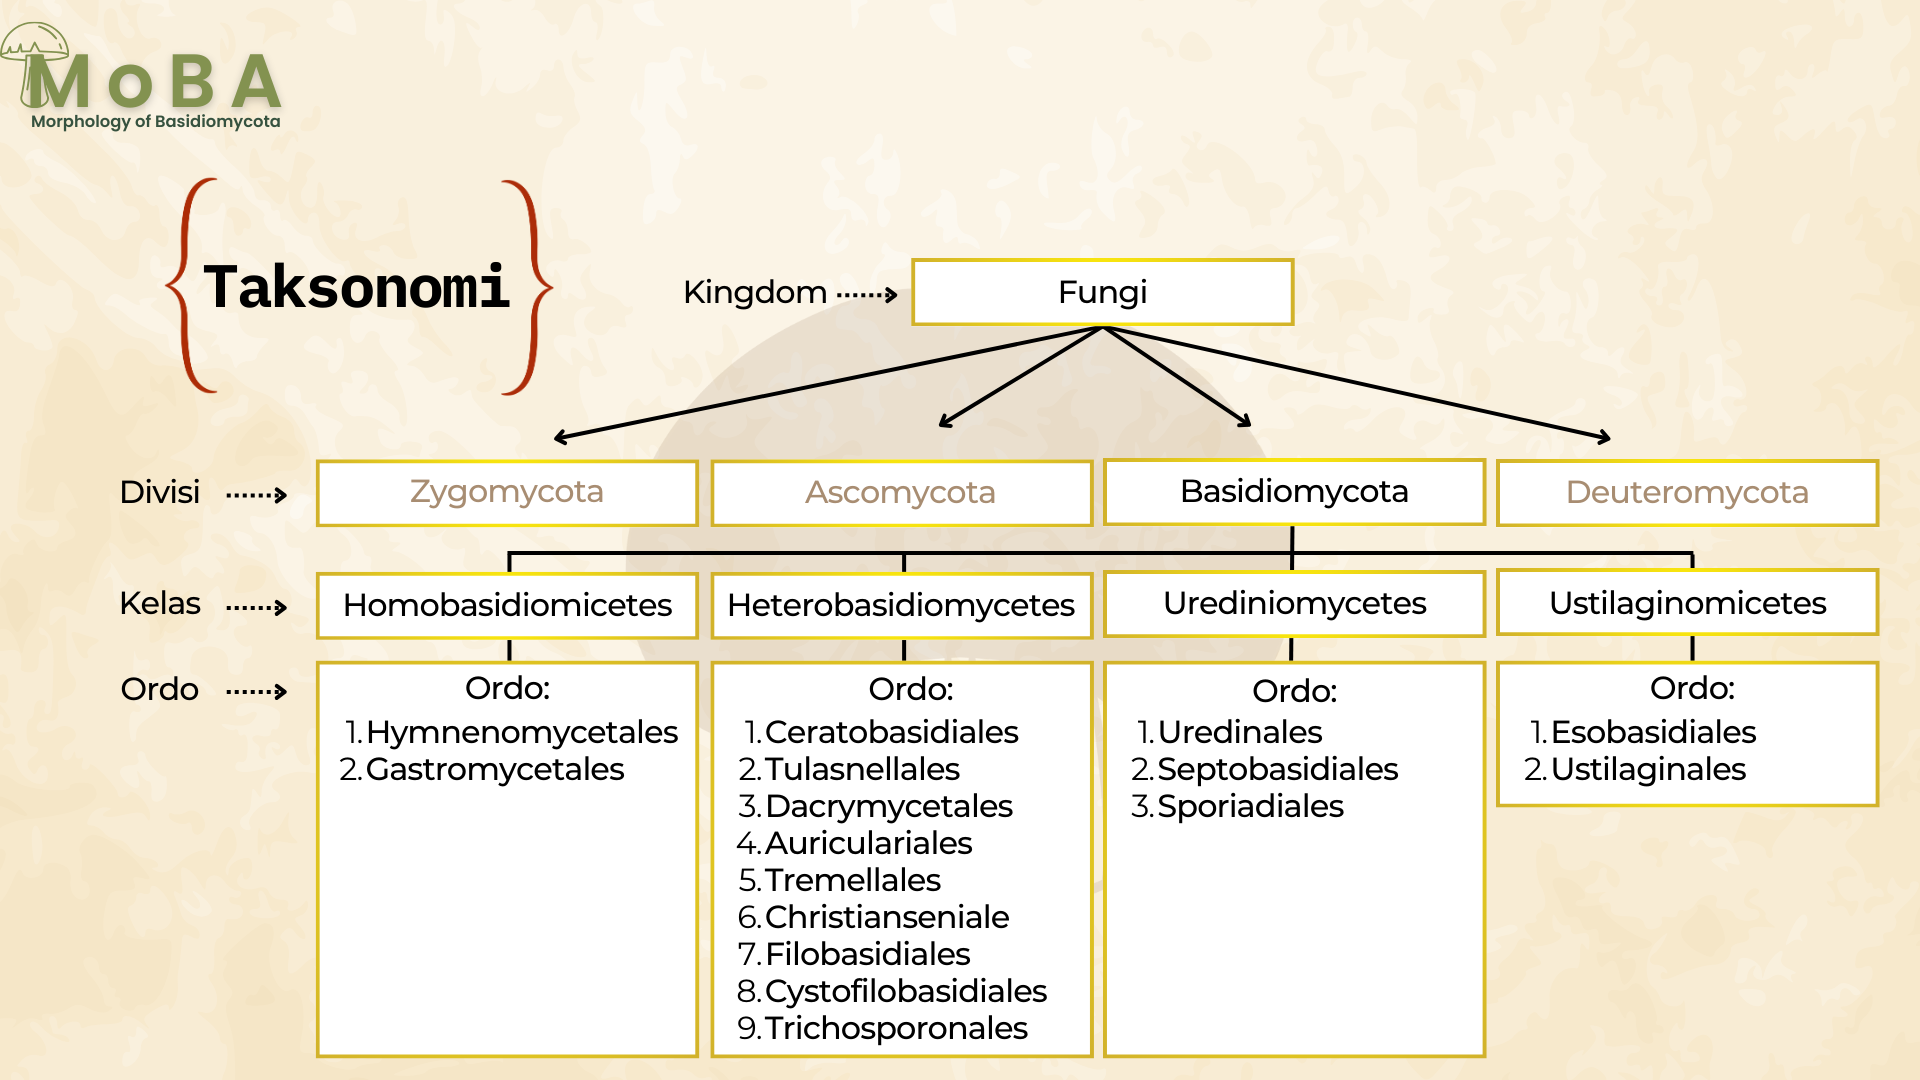 MoBA
Morphology of Basidiomycota
Taksonomi
Kingdom
Fungi
Divisi
Zygomycota
Ascomycota
Basidiomycota
Deuteromycota
Kelas
Homobasidiomicetes
Heterobasidiomycetes
Urediniomycetes
Ustilaginomicetes
Ordo
Ordo:
1.Hymnenomycetales
2.Gastromycetales
Ordo:
1.Ceratobasidiales
2.Tulasnellales
3.Dacrymycetales
4.Auriculariales
5.Tremellales
6.Christianseniale
7.Filobasidiales
8.Cystofilobasidiales
9.Trichosporonales
Ordo:
1.Uredinales
2.Septobasidiales
3.Sporiadiales
Ordo:
1.Esobasidiales
2.Ustilaginales